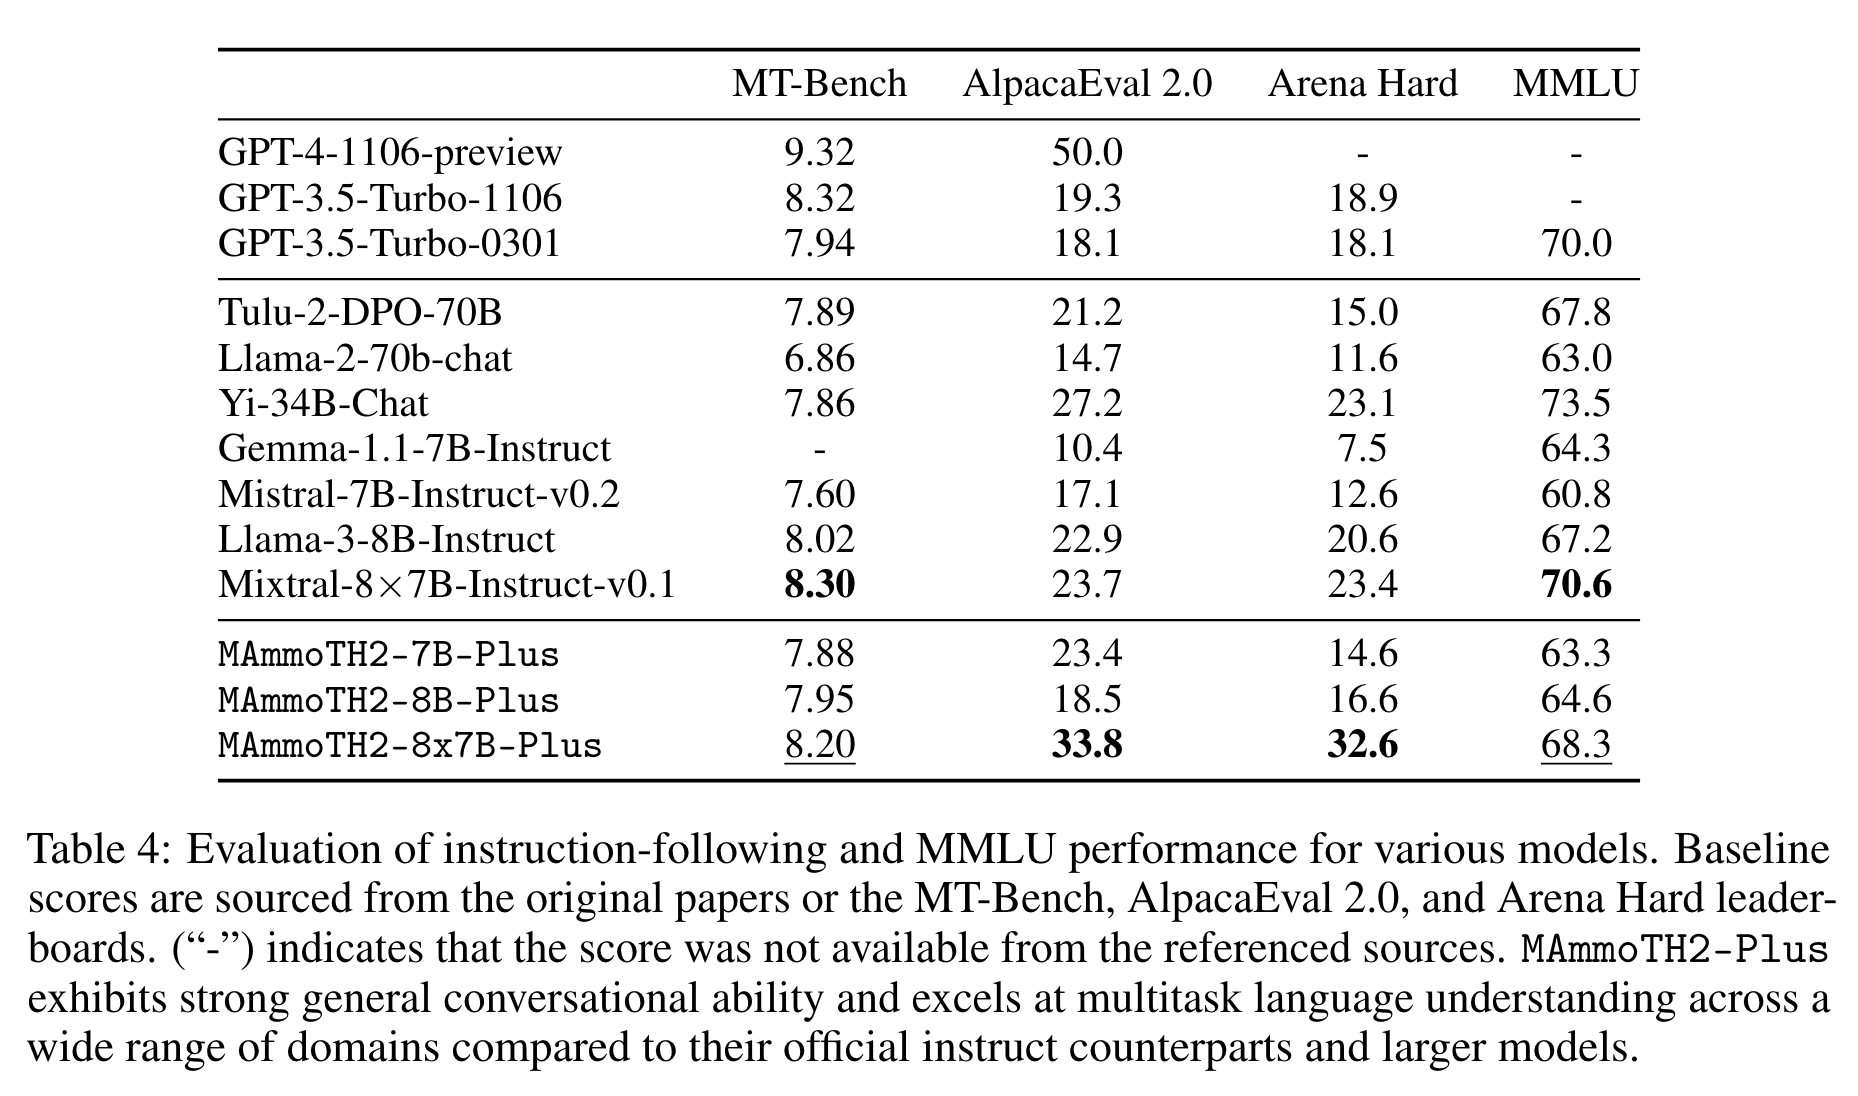 MT-Bench AlpacaEval 2.0 Arena Hard MMLU
GPT-4-1106-preview 9.32 50.0 - -
GPT-3.5-Turbo-1106 8.32 19.3 18.9 -
GPT-3.5-Turbo-0301 7.94 18.1 18.1 70.0
Tulu-2-DPO-70B 7.89 21.2 15.0 67.8
Llama-2-70b-chat 6.86 14.7 11.6 63.0
Yi-34B-Chat 7.86 27.2 23.1 73.5
Gemma-1.1-7B-Instruct - 10.4 7.5 64.3
Mistral-7B-Instruct-v0.2 7.60 17.1 12.6 60.8
Llama-3-8B-Instruct 8.02 22.9 20.6 67.2
Mixtral-8×7B-Instruct-v0.1 8.30 23.7 23.4 70.6
MAmmoTH2-7B-Plus 7.88 23.4 14.6 63.3
MAmmoTH2-8B-Plus 7.95 18.5 16.6 64.6
MAmmoTH2-8x7B-Plus 8.20 33.8 32.6 68.3
Table 4: Evaluation of instruction-following and MMLU performance for various models. Baseline
scores are sourced from the original papers or the MT-Bench, AlpacaEval 2.0, and Arena Hard leader-
boards. (“-”) indicates that the score was not available from the referenced sources. MAmmoTH2-Plus
exhibits strong general conversational ability and excels at multitask language understanding across a
wide range of domains compared to their official instruct counterparts and larger models.